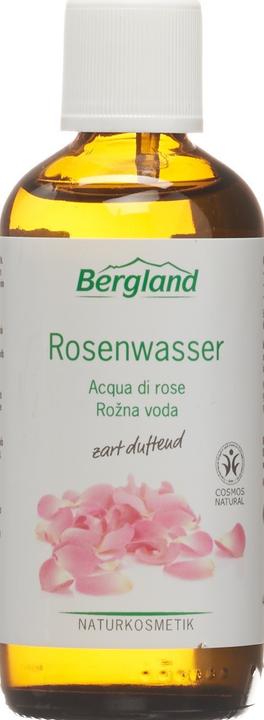 Bergland
Rosenwasser
Acqua di rose
Rožna voda
zart duftend
COSMOS
NATURAL
NATURKOSMETIK